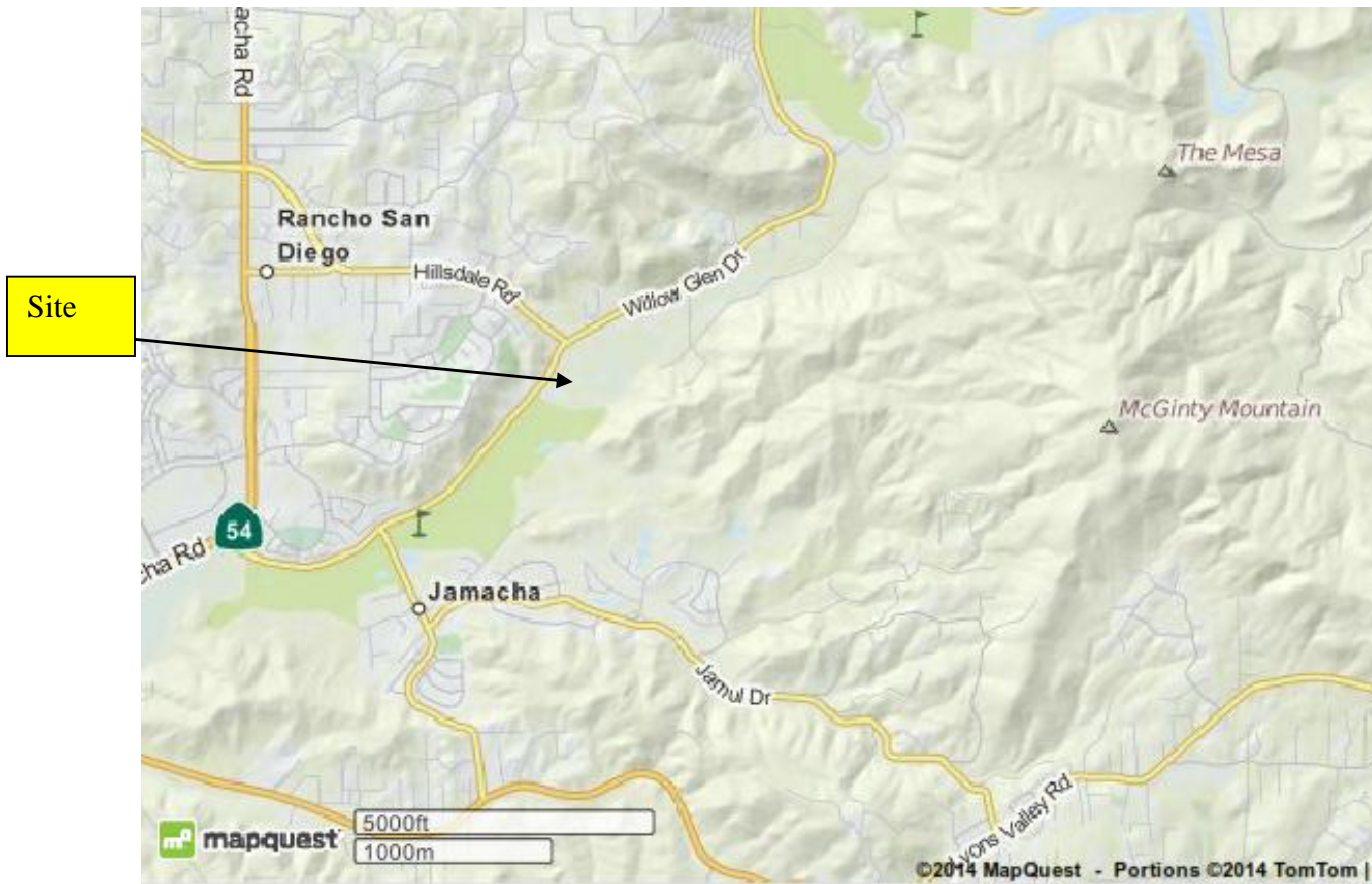 acha Rd
The Mesa
Rancho San
Diego
Hillsdale Rd
Willow Glen Dr
Site
McGinty Mountain
54
cha Rd
Jamacha
Jamul Dr
Lyons Valley Rd
5000ft
mapquest
1000m
©2014 MapQuest - Portions ©2014 TomTom |